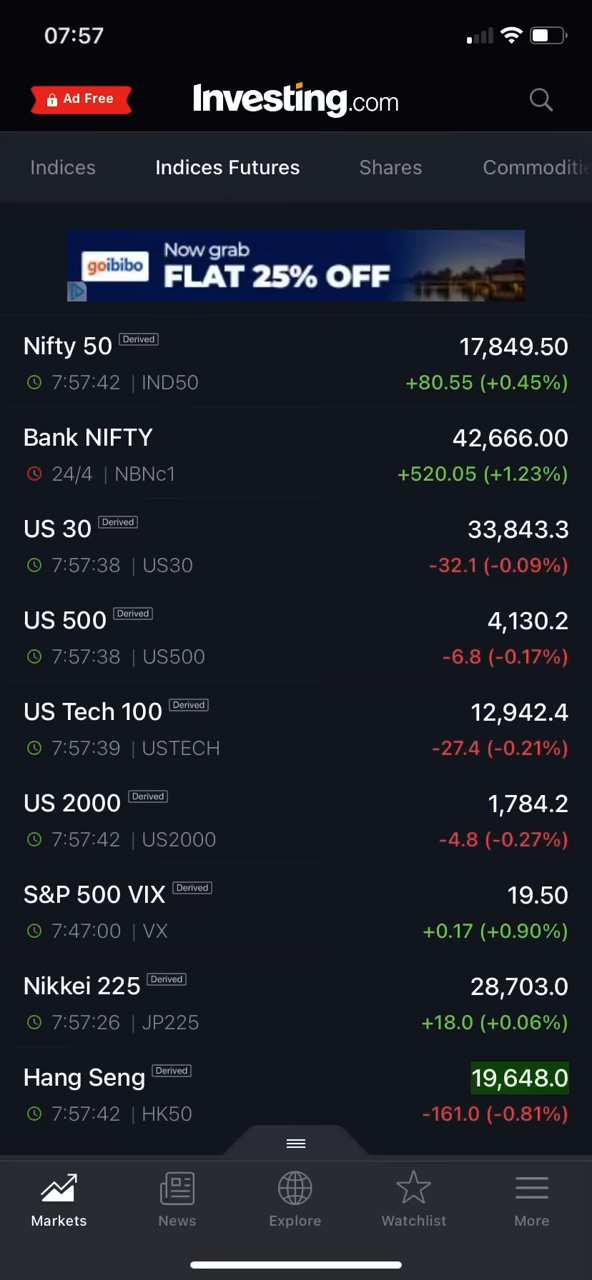 07:57
Ad Free
Investing.com
Indices
Indices Futures
Shares
Commoditi
goibibo
Now grab
FLAT 25% OFF
Nifty 50 Derived 17,849.50
7:57:42 | IND50 +80.55 (+0.45%)
Bank NIFTY 42,666.00
24/4 | NBNc1 +520.05 (+1.23%)
US 30 Derived 33,843.3
7:57:38 | US30 -32.1 (-0.09%)
US 500 Derived 4,130.2
7:57:38 | US500 -6.8 (-0.17%)
US Tech 100 Derived 12,942.4
7:57:39 | USTECH -27.4 (-0.21%)
US 2000 Derived 1,784.2
7:57:42 | US2000 -4.8 (-0.27%)
S&P 500 VIX Derived 19.50
7:47:00 | VX +0.17 (+0.90%)
Nikkei 225 Derived 28,703.0
7:57:26 | JP225 +18.0 (+0.06%)
Hang Seng Derived 19,648.0
7:57:42 | HK50 -161.0 (-0.81%)
Markets
News
Explore
Watchlist
More